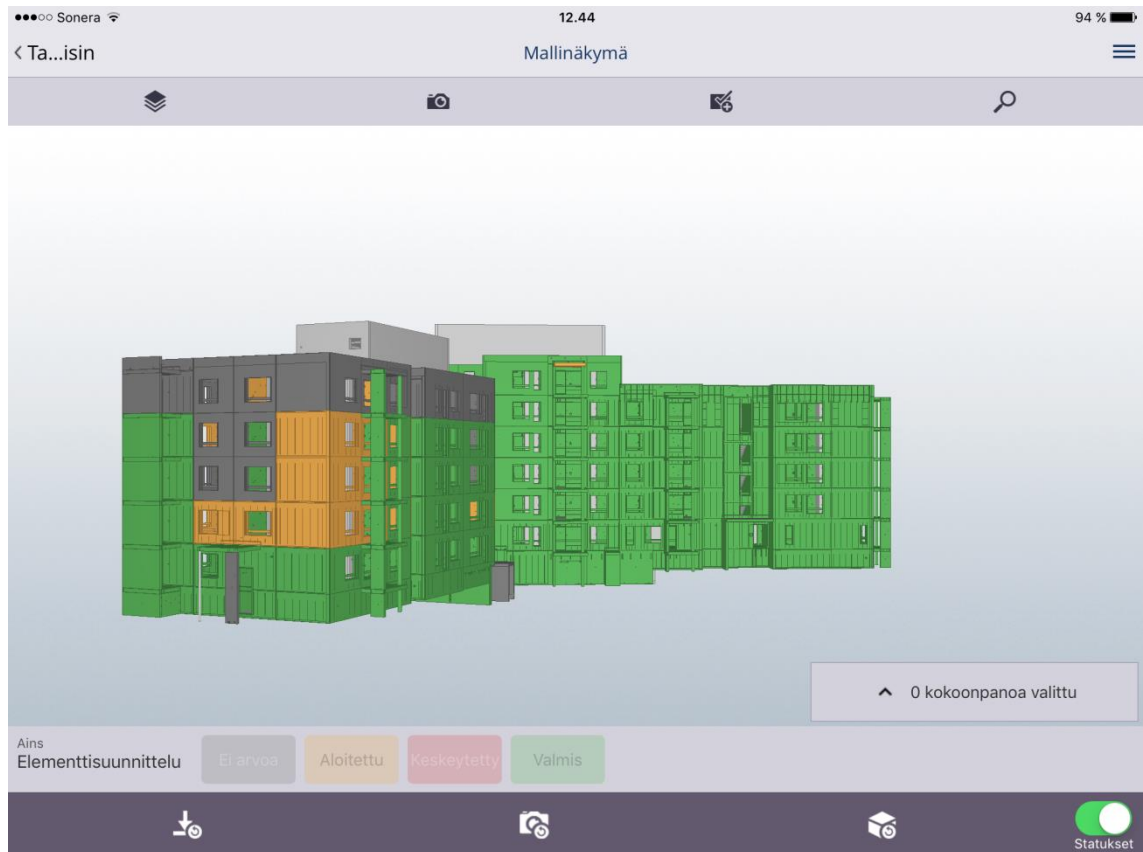 ●●●○○ Sonera 12.44 94 %
< Ta...isin Mallinäkymä
^ 0 kokoonpanoa valittu
Ains
Elementtisuunnittelu Ei arvoa Aloitettu Keskeytetty Valmis
Statukset